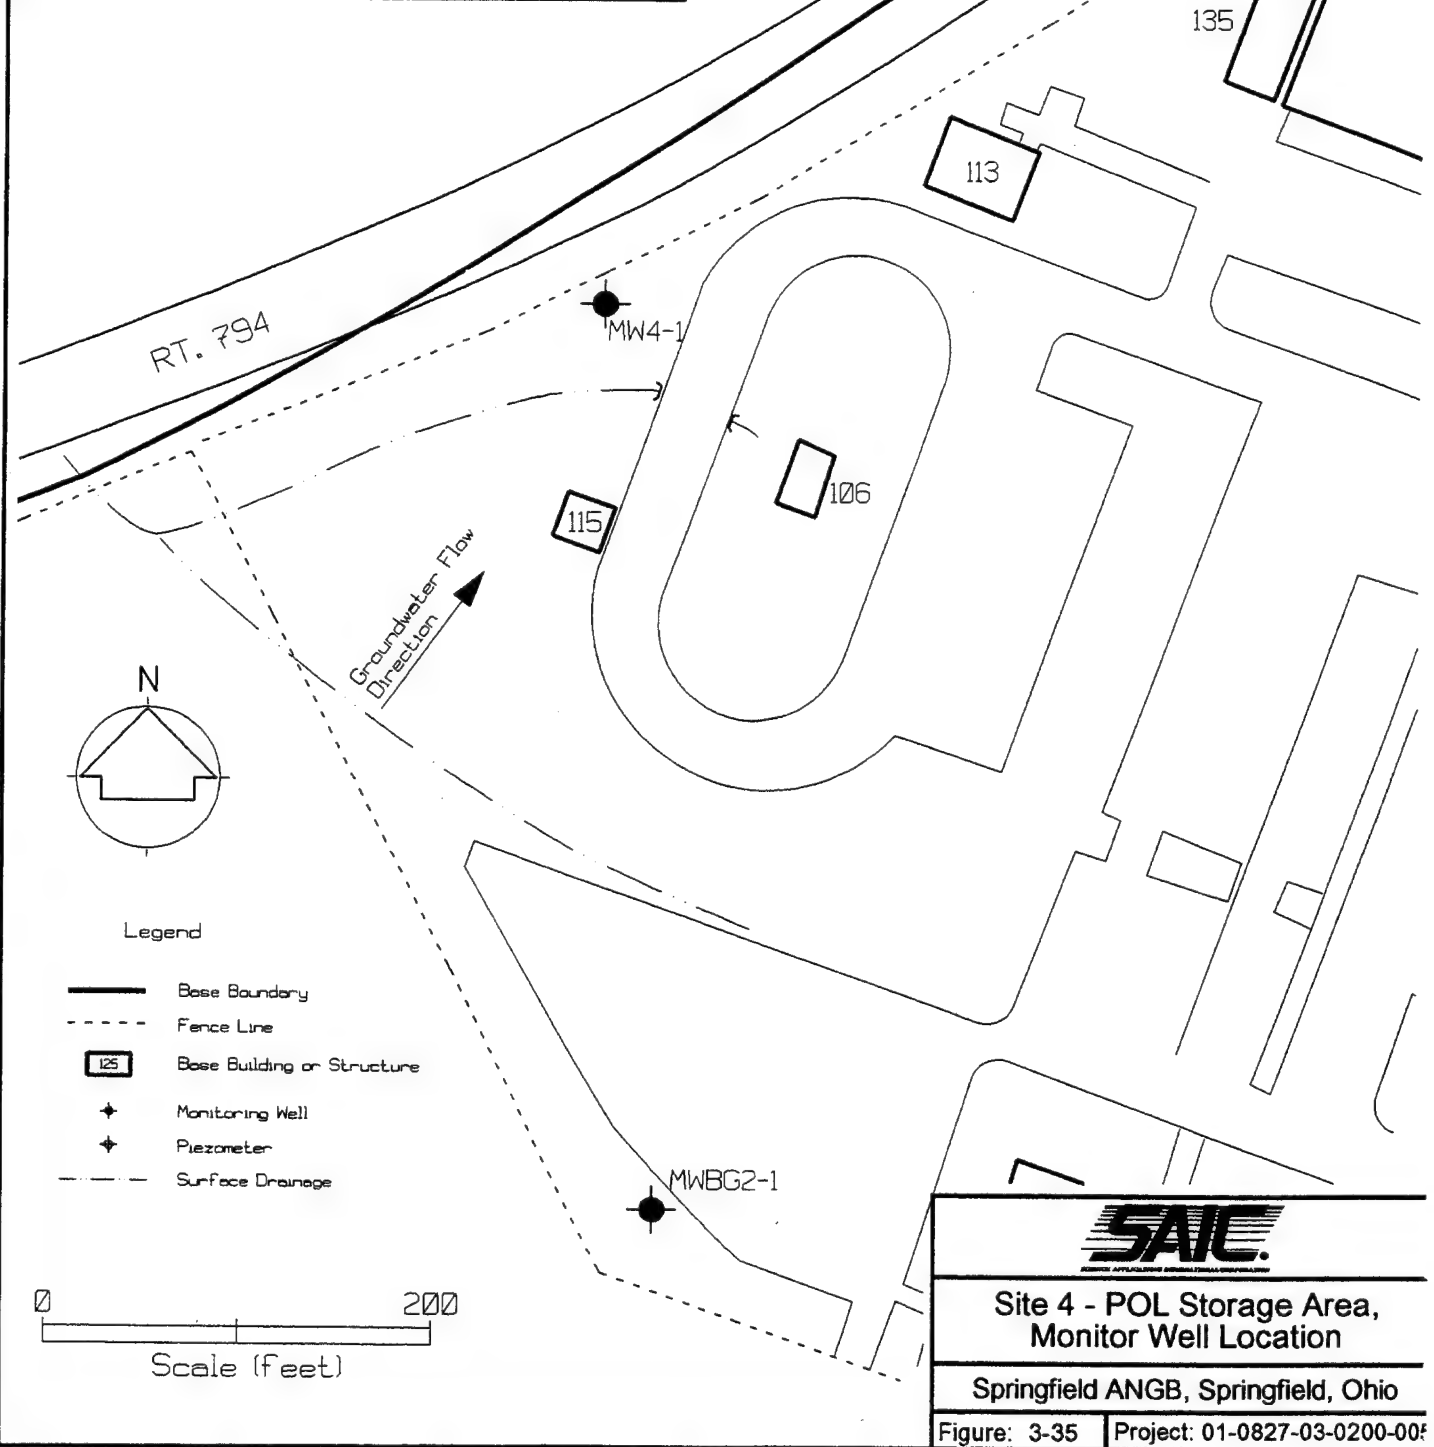 135
113
RT. 794
MW4-1
106
115
Groundwater Flow
Direction
N
Legend
Base Boundary
Fence Line
125
Base Building or Structure
Monitoring Well
Piezometer
Surface Drainage
MWBG2-1
0
200
Scale (feet)
SAIC.
Site 4 - POL Storage Area,
Monitor Well Location
Springfield ANGB, Springfield, Ohio
Figure: 3-35
Project: 01-0827-03-0200-00